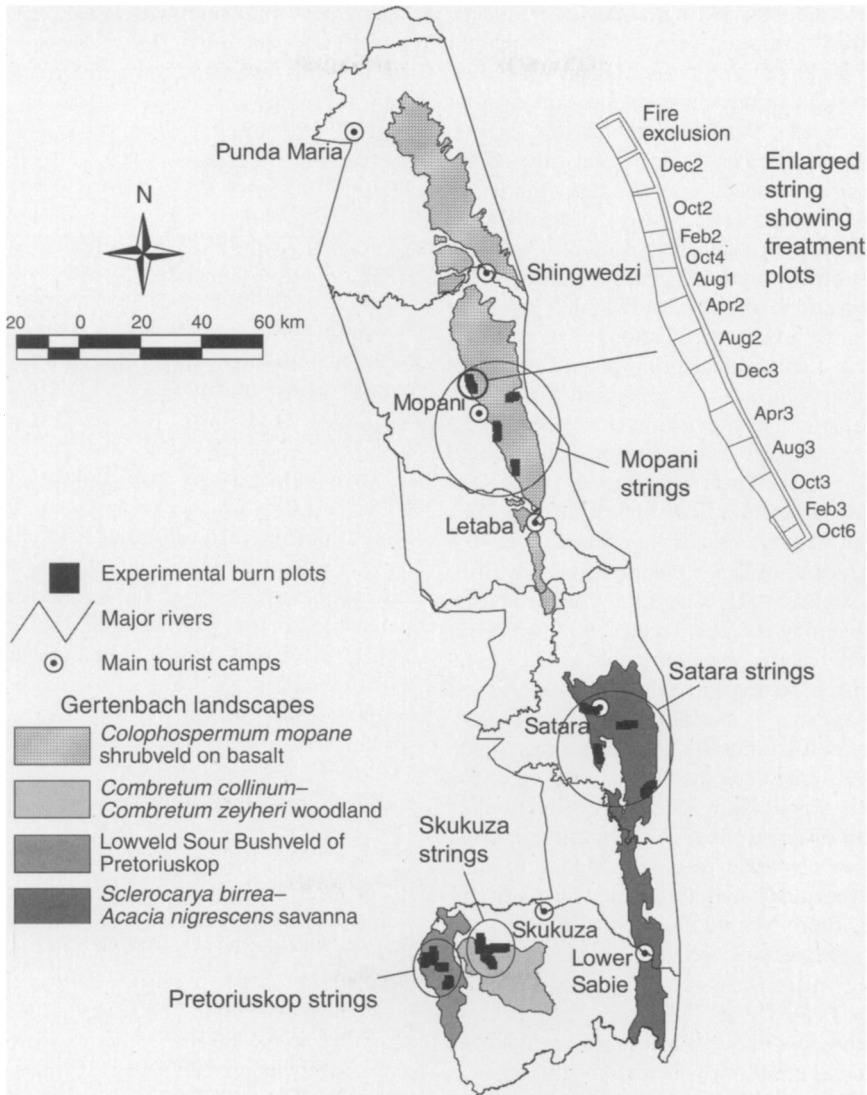 Punda Maria
N
20 0 20 40 60 km
Shingwedzi
Mopani
Mopani
strings
Letaba
Fire
exclusion
Dec2
Oct2
Feb2
Oct4
Aug1
Apr2
Aug2
Dec3
Apr3
Aug3
Oct3
Feb3
Oct6
Enlarged
string
showing
treatment
plots
Experimental burn plots
Major rivers
Main tourist camps
Gertenbach landscapes
Colophospermum mopane
shrubveld on basalt
Combretum collinum–
Combretum zeyheri woodland
Lowveld Sour Bushveld of
Pretoriuskop
Sclerocarya birrea–
Acacia nigrescens savanna
Satara strings
Satara
Skukuza
strings
Skukuza
Lower
Sabie
Pretoriuskop strings